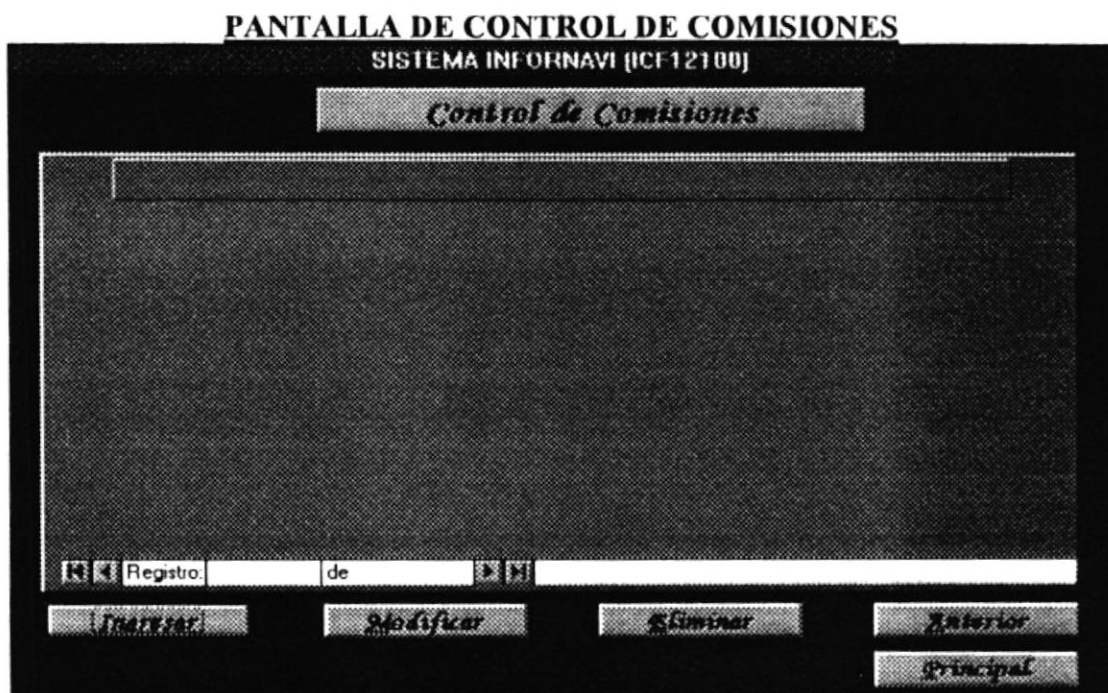 PANTALLA DE CONTROL DE COMISIONES
SISTEMA INFORNAVI (ICF12100)
Control de Comisiones
Registro: de
Ingresar Modificar Eliminar Anterior
Principal